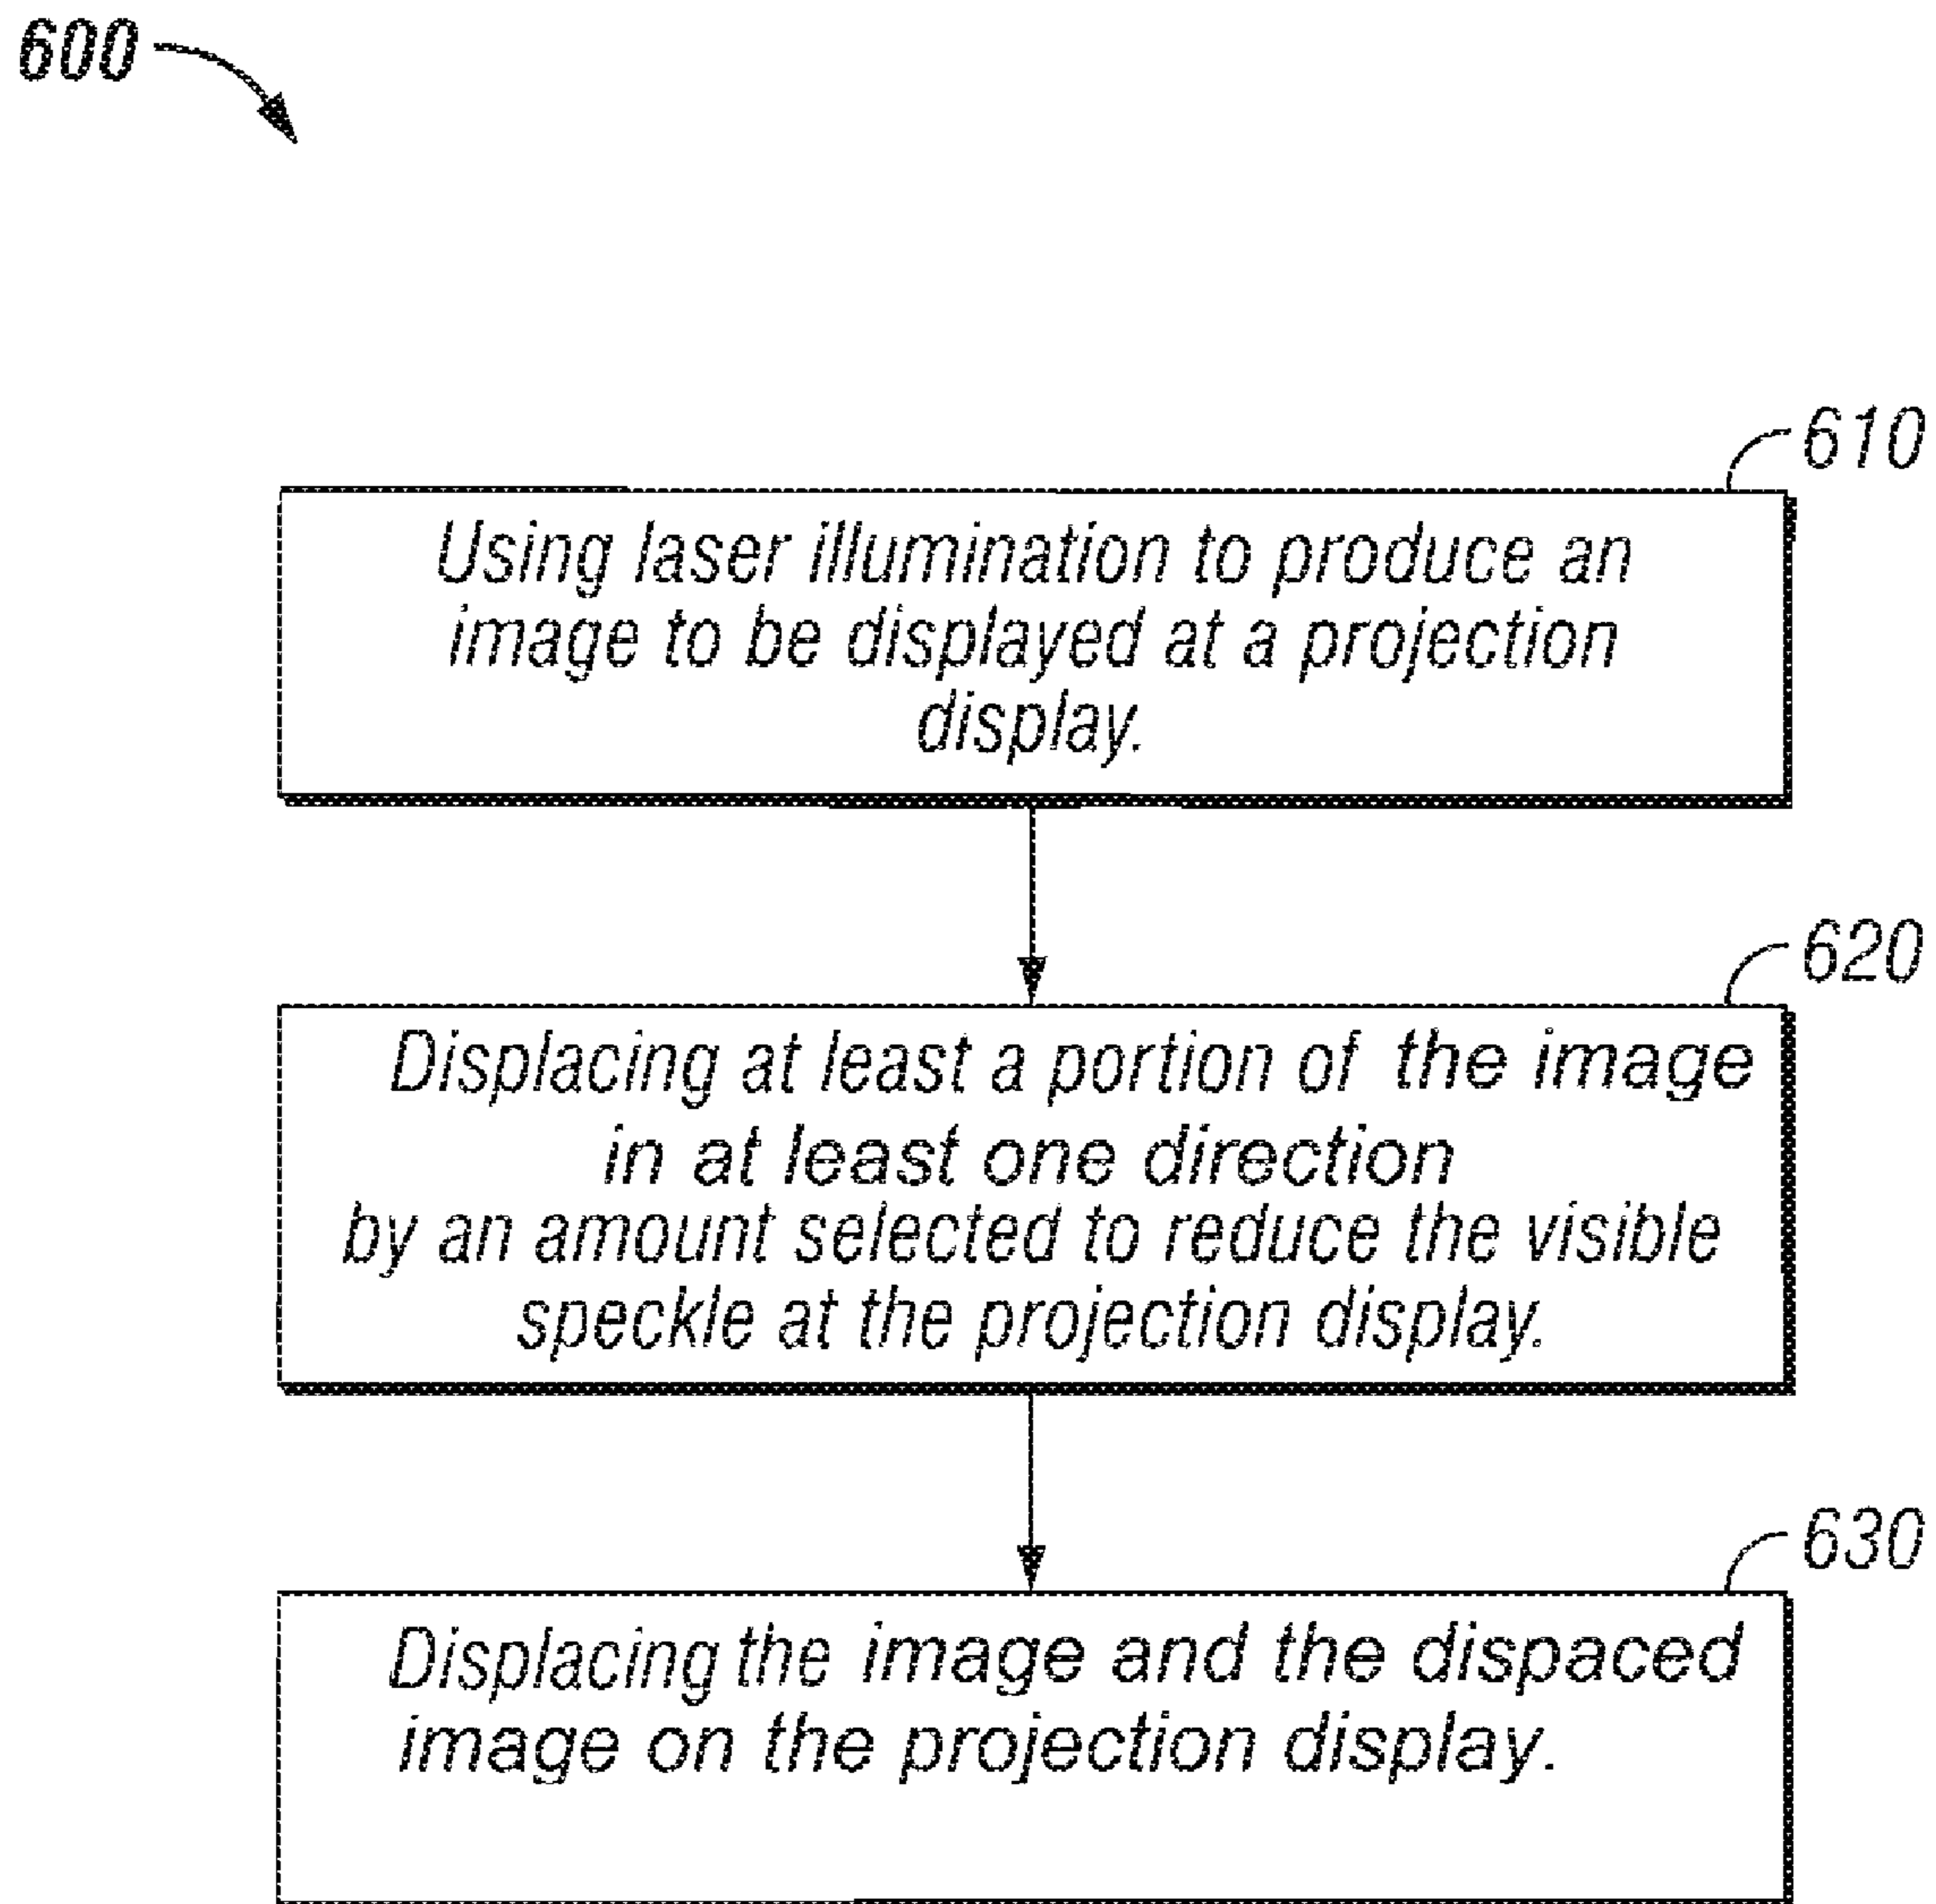 600
610
Using laser illumination to produce an
image to be displayed at a projection
display.
620
Displacing at least a portion of the image
in at least one direction
by an amount selected to reduce the visible
speckle at the projection display.
630
Displacing the image and the dispaced
image on the projection display.